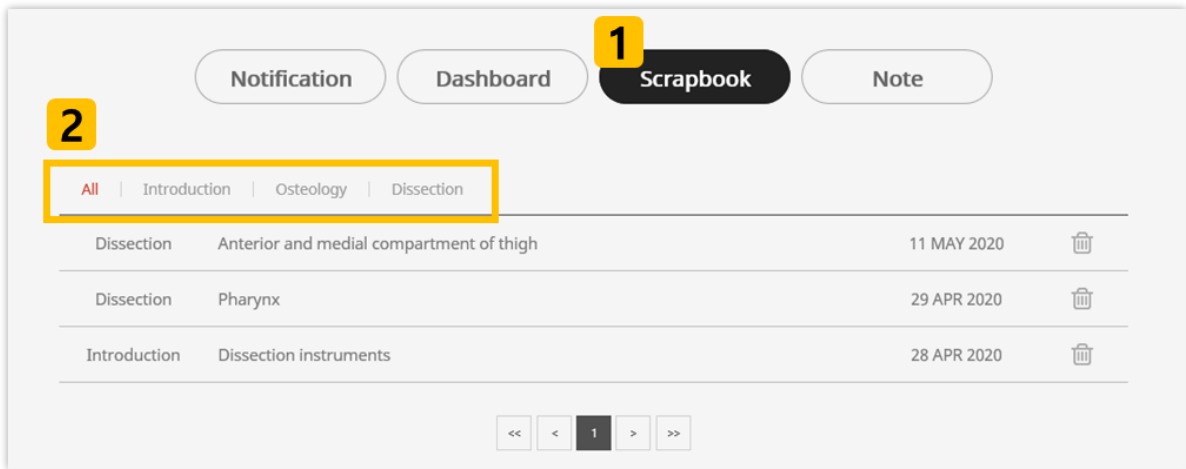 1
Notification Dashboard Scrapbook Note
2
All | Introduction | Osteology | Dissection
Dissection Anterior and medial compartment of thigh 11 MAY 2020
Dissection Pharynx 29 APR 2020
Introduction Dissection instruments 28 APR 2020
<< < 1 > >>